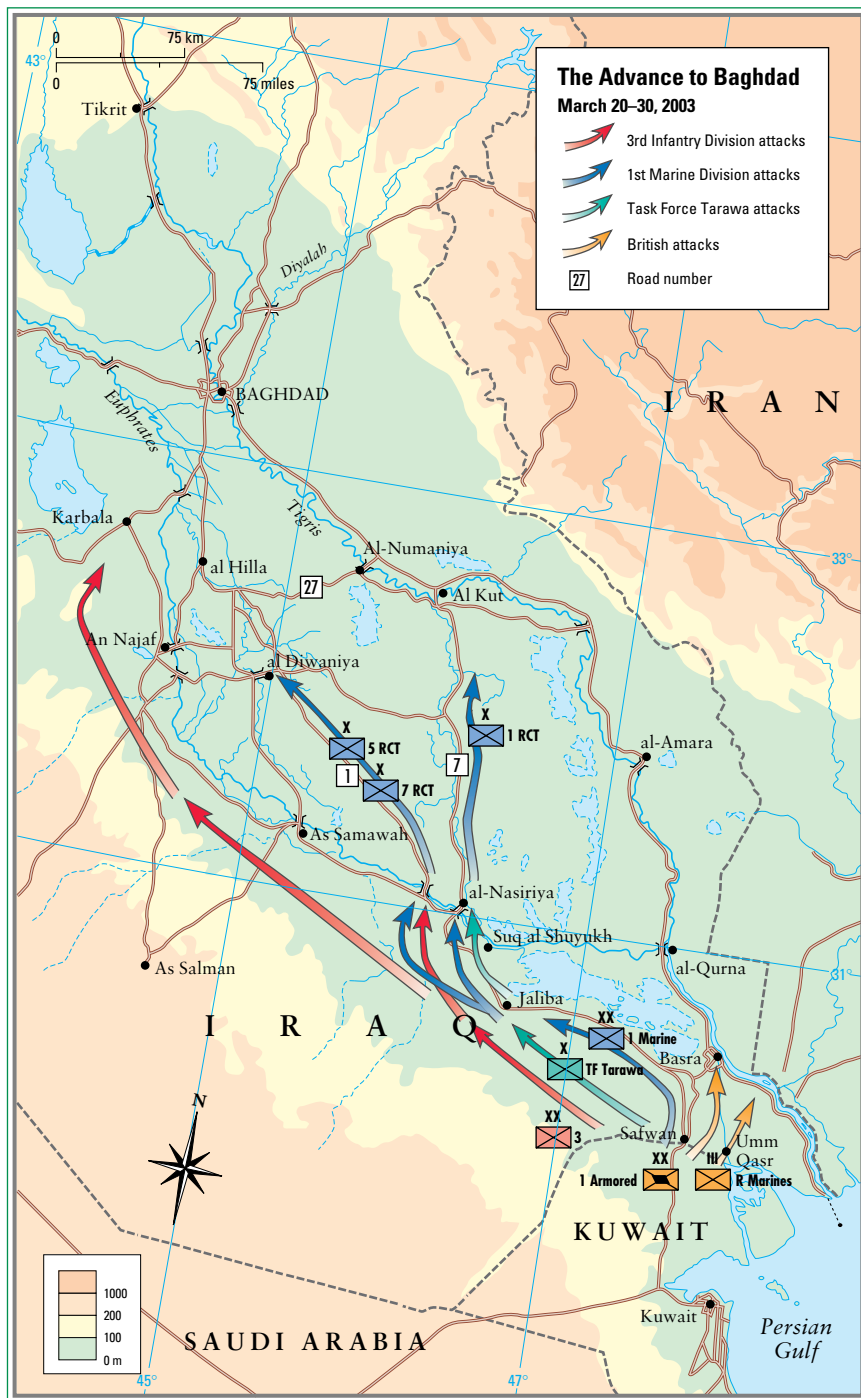 0
75 km
0
75 miles
43°
The Advance to Baghdad
March 20–30, 2003
3rd Infantry Division attacks
1st Marine Division attacks
Task Force Tarawa attacks
British attacks
27
Road number
Tikrit
Diyalah
BAGHDAD
I R A N
Euphrates
Tigris
Karbala
al Hilla
Al-Numaniya
27
Al Kut
33°
An Najaf
al Diwaniya
X
5 RCT
X
1 RCT
1
X
7 RCT
7
al-Amara
As Samawah
al-Nasiriya
Suq al Shuyukh
As Salman
al-Qurna
31°
Jaliba
I R A Q
XX
1 Marine
X
TF Tarawa
Basra
N
XX
3
Safwan
Umm
Qasr
XX
1 Armored
III
R Marines
KUWAIT
1000
200
100
0 m
SAUDI ARABIA
Kuwait
Persian
Gulf
45°
47°